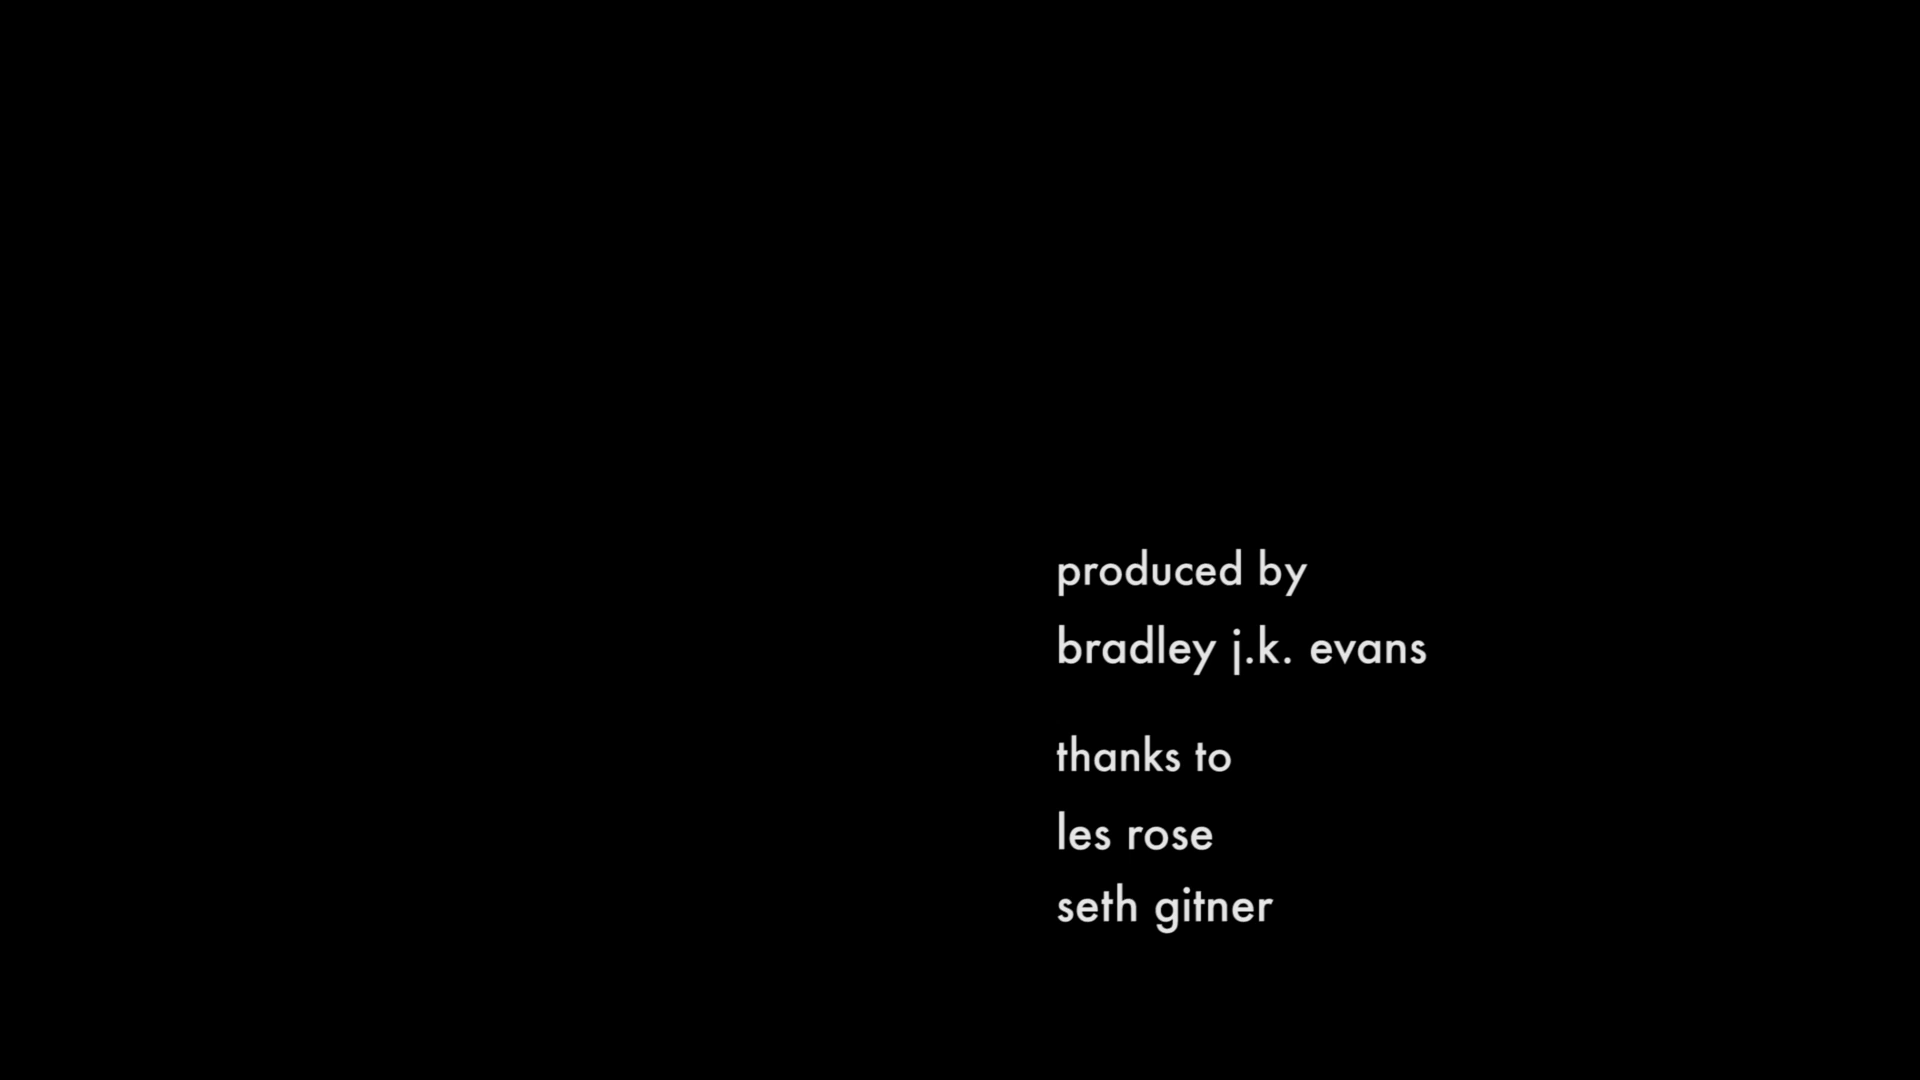 produced by
bradley j.k. evans
thanks to
les rose
seth gitner